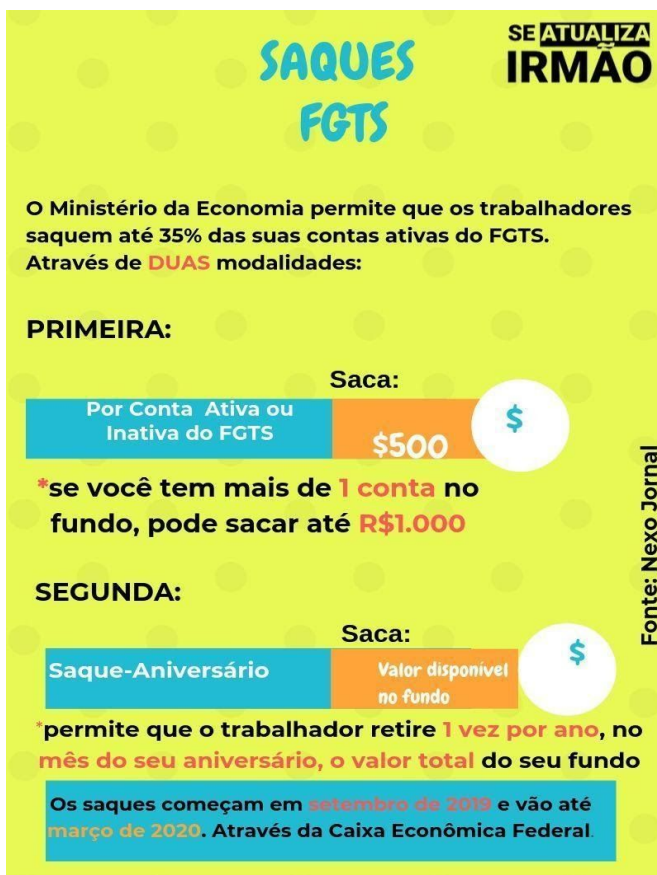 SE ATUALIZA
IRMÃO
SAQUES
FGTS
O Ministério da Economia permite que os trabalhadores
saquem até 35% das suas contas ativas do FGTS.
Através de DUAS modalidades:
PRIMEIRA:
Saca:
Por Conta Ativa ou
Inativa do FGTS
$500
$
*se você tem mais de 1 conta no
fundo, pode sacar até R$1.000
SEGUNDA:
Saca:
Saque-Aniversário
Valor disponível
no fundo
$
*permite que o trabalhador retire 1 vez por ano, no
mês do seu aniversário, o valor total do seu fundo
Os saques começam em setembro de 2019 e vão até
março de 2020. Através da Caixa Econômica Federal.
Fonte: Nexo Jornal